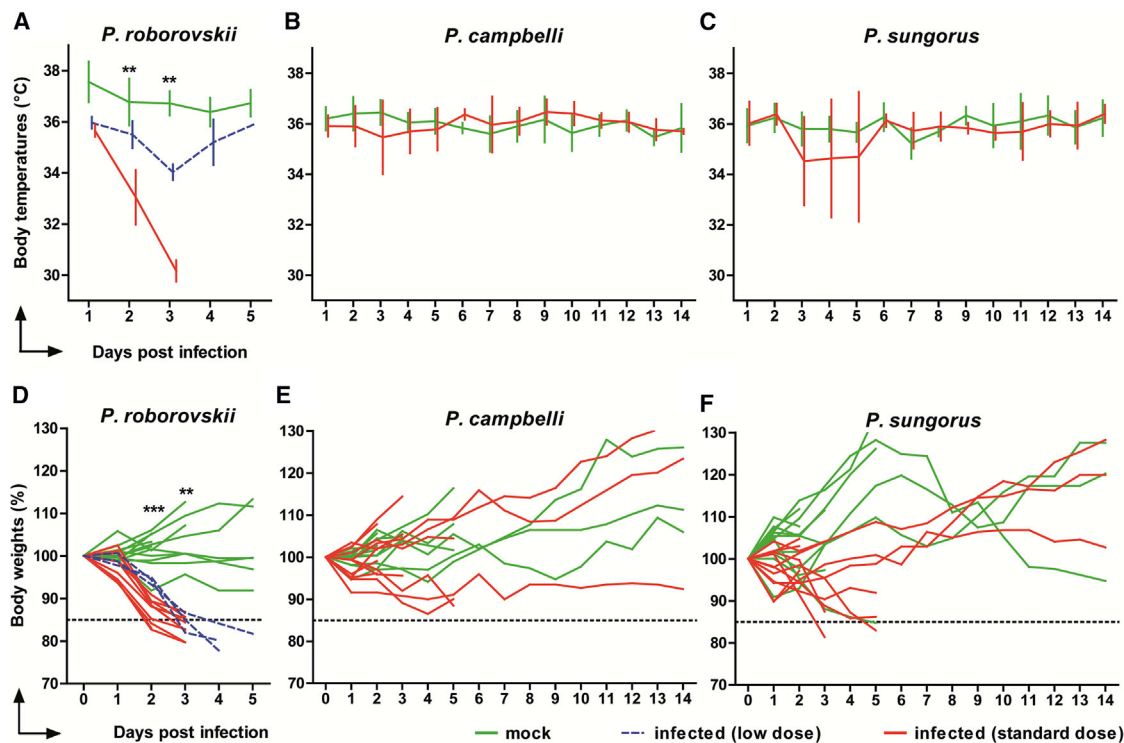 A
P. roborovskii
B
P. campbelli
C
P. sungorus
Body temperatures (°C)
38
36
34
32
30
** **
1 2 3 4 5
38
36
34
32
30
1 2 3 4 5 6 7 8 9 10 11 12 13 14
38
36
34
32
30
1 2 3 4 5 6 7 8 9 10 11 12 13 14
Days post infection
D
P. roborovskii
E
P. campbelli
F
P. sungorus
Body weights (%)
130
120
110
100
90
80
70
*** **
0 1 2 3 4 5
130
120
110
100
90
80
70
0 1 2 3 4 5 6 7 8 9 10 11 12 13 14
130
120
110
100
90
80
70
0 1 2 3 4 5 6 7 8 9 10 11 12 13 14
Days post infection
mock
infected (low dose)
infected (standard dose)